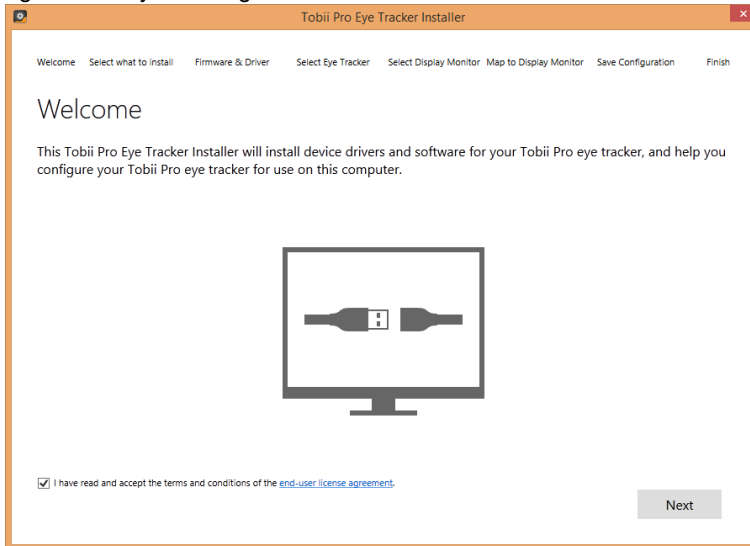 Tobii Pro Eye Tracker Installer
Welcome Select what to install Firmware & Driver Select Eye Tracker Select Display Monitor Map to Display Monitor Save Configuration Finish
Welcome
This Tobii Pro Eye Tracker Installer will install device drivers and software for your Tobii Pro eye tracker, and help you
configure your Tobii Pro eye tracker for use on this computer.
I have read and accept the terms and conditions of the end-user license agreement.
Next